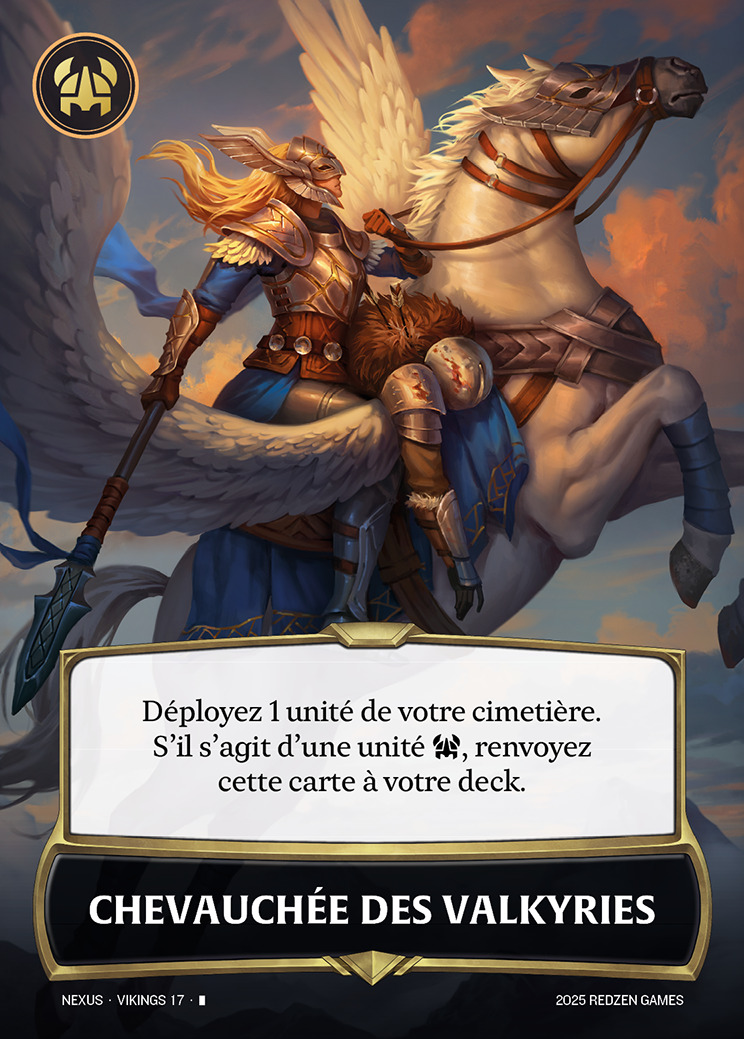 Déployez 1 unité de votre cimetière.
S’il s’agit d’une unité , renvoyez
cette carte à votre deck.
CHEVAUCHÉE DES VALKYRIES
NEXUS · VIKINGS 17 · ▮
2025 REDZEN GAMES